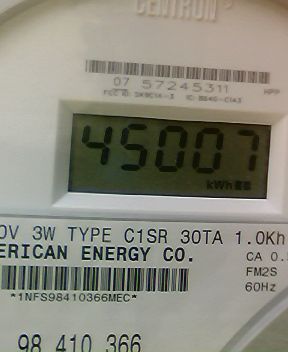 CENTRON
07 57245311
HPP
45007
kWh
0V 3W TYPE C1SR 30TA 1.0Kh
ERICAN ENERGY CO.
CA 0.
FM2S
*1NFS98410366MEC*
60Hz
98 410 366